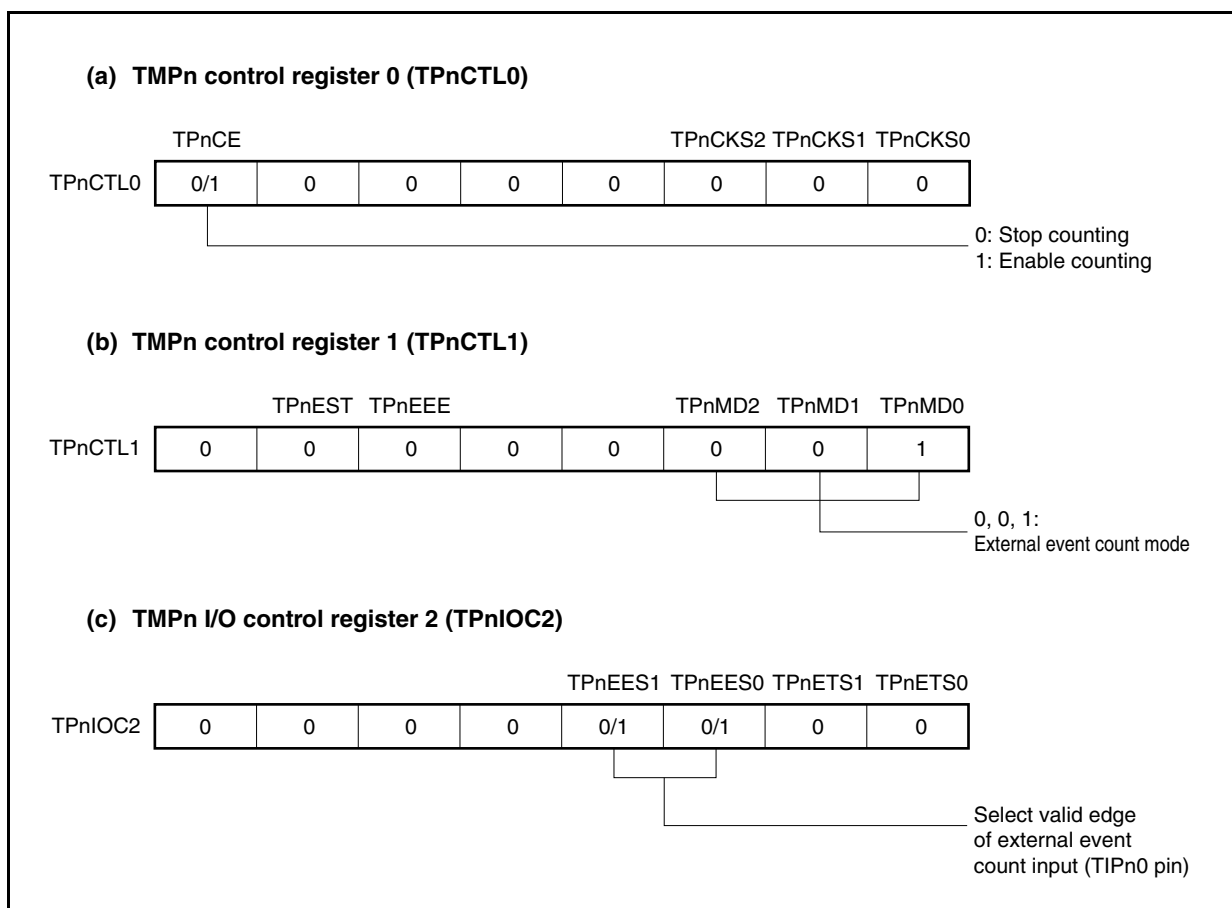 (a) TMPn control register 0 (TPnCTL0)
TPnCE TPnCKS2 TPnCKS1 TPnCKS0
TPnCTL0 0/1 0 0 0 0 0 0 0
0: Stop counting
1: Enable counting
(b) TMPn control register 1 (TPnCTL1)
TPnEST TPnEEE TPnMD2 TPnMD1 TPnMD0
TPnCTL1 0 0 0 0 0 0 0 1
0, 0, 1:
External event count mode
(c) TMPn I/O control register 2 (TPnIOC2)
TPnEES1 TPnEES0 TPnETS1 TPnETS0
TPnIOC2 0 0 0 0 0/1 0/1 0 0
Select valid edge
of external event
count input (TIPn0 pin)